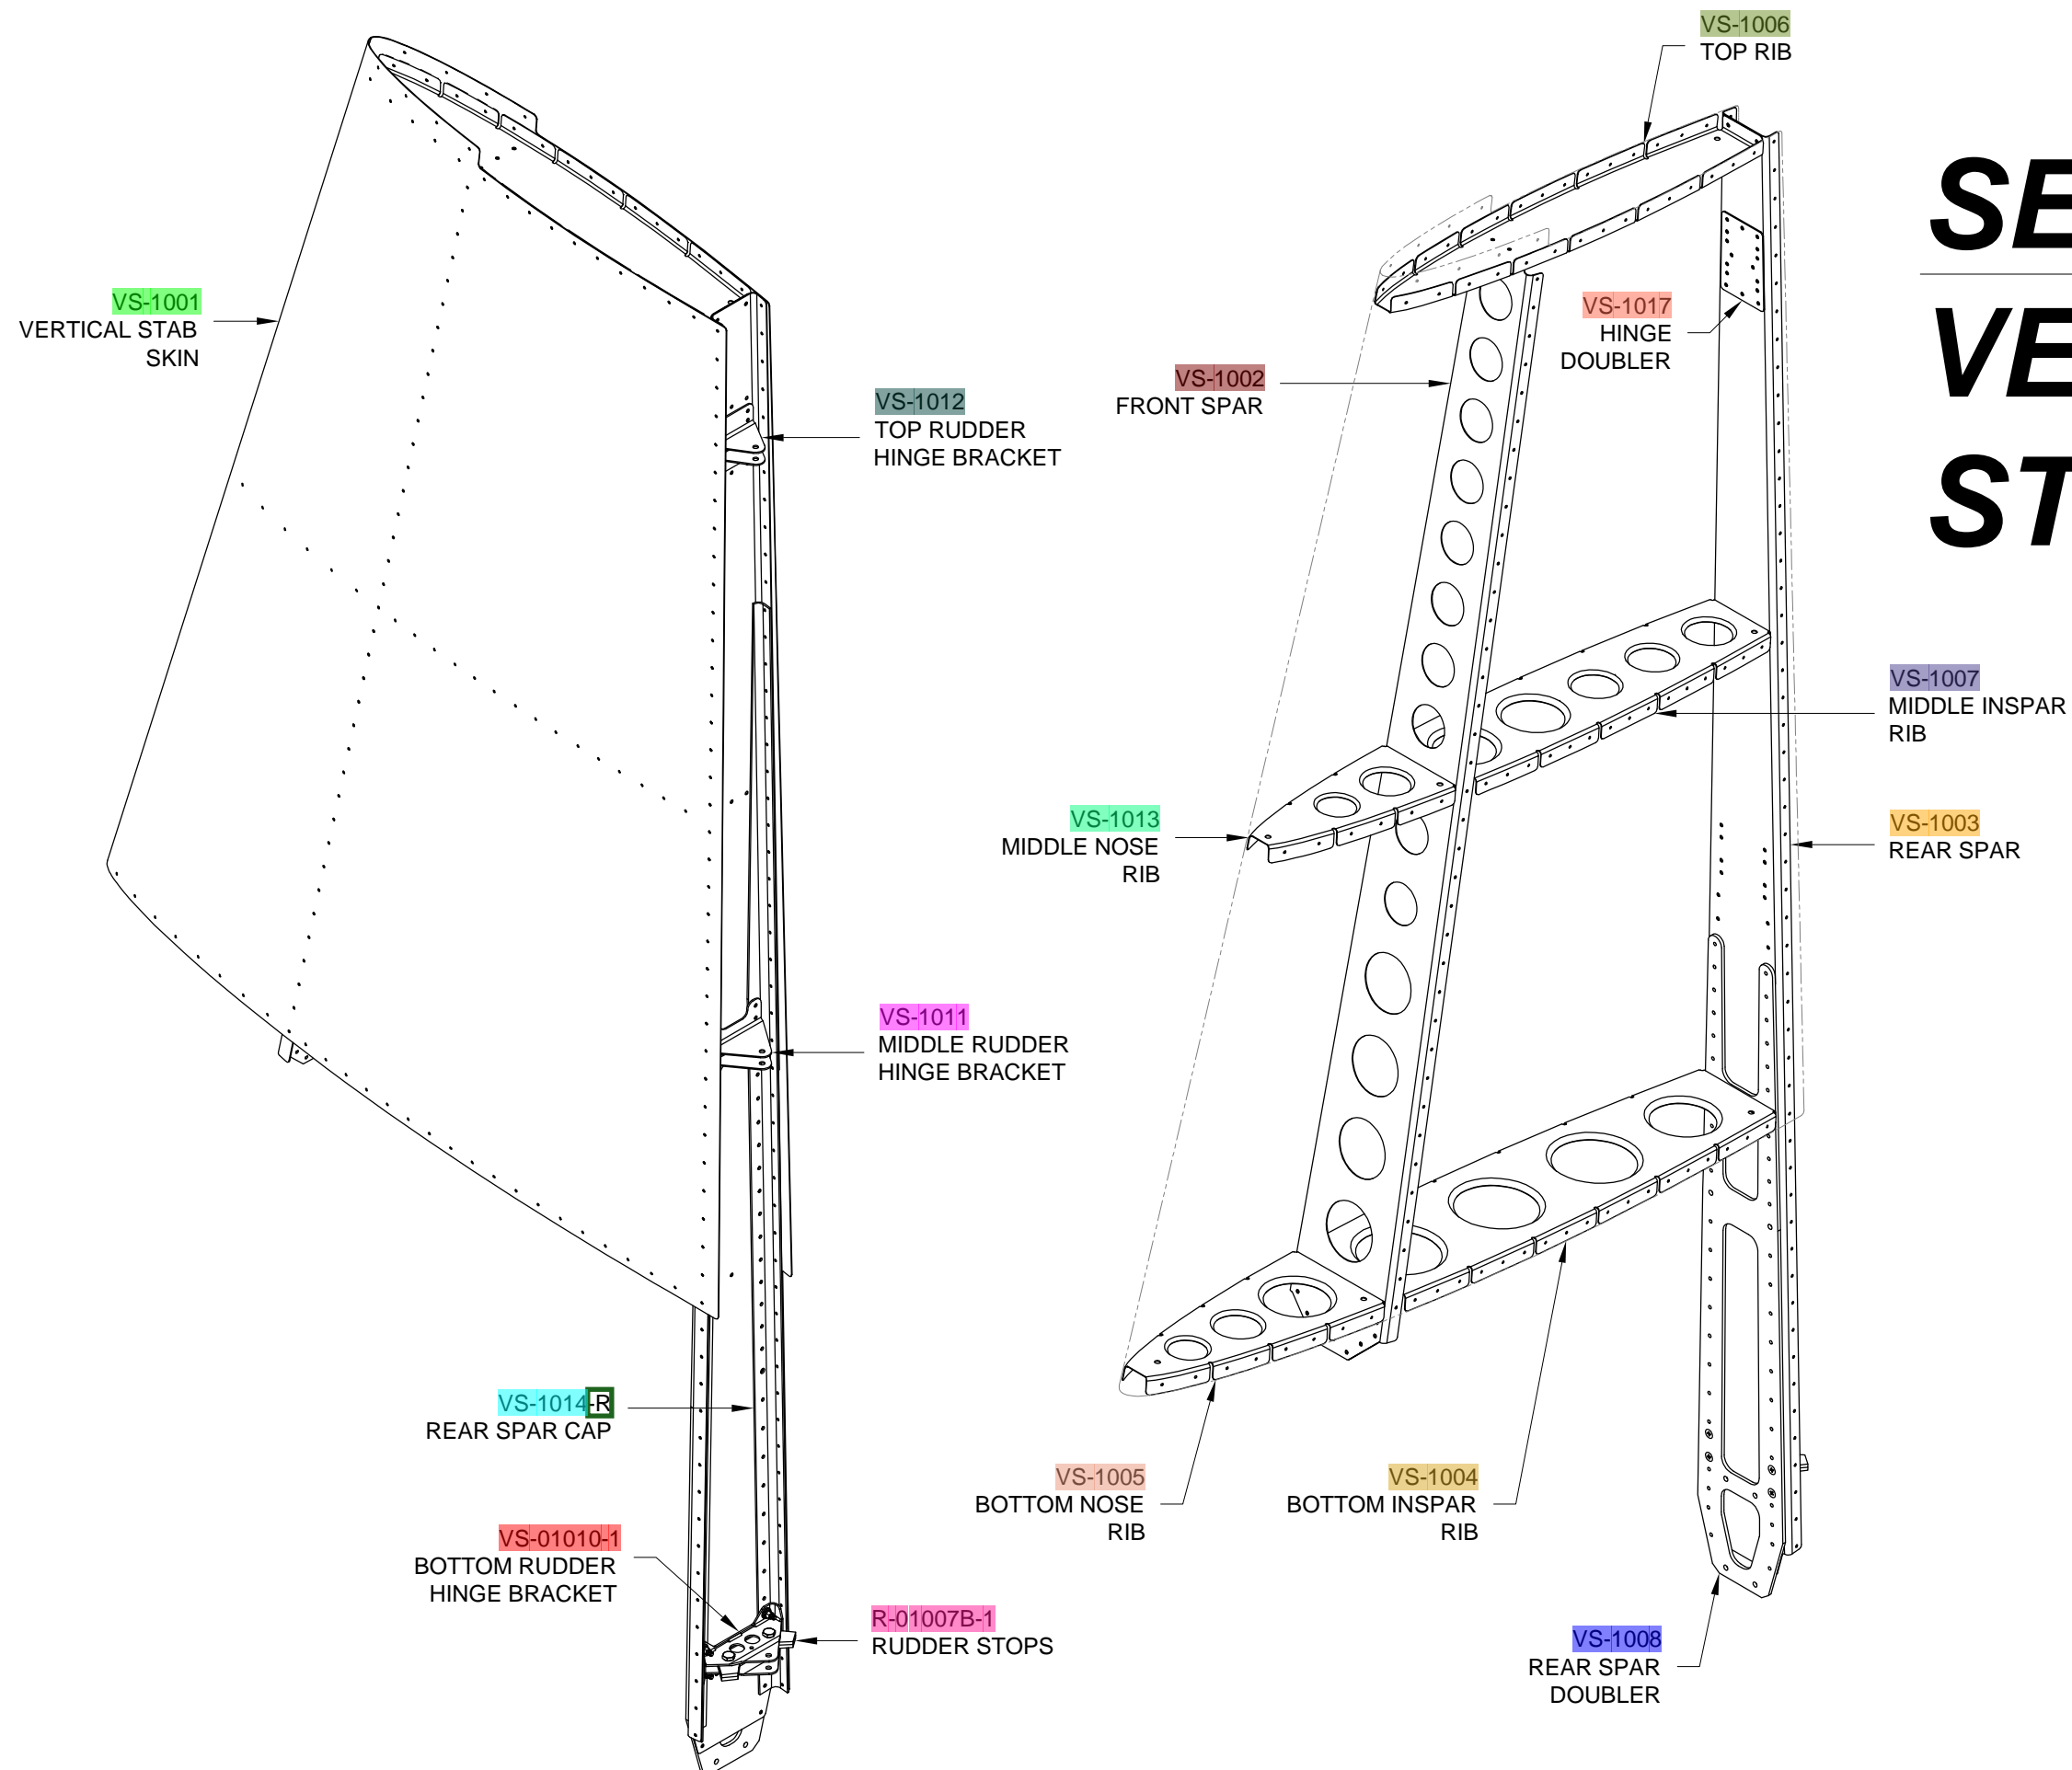 VS-1006
TOP RIB
SE
VE
ST
VS-1001
VERTICAL STAB
SKIN
VS-1017
HINGE
DOUBLER
VS-1002
FRONT SPAR
VS-1012
TOP RUDDER
HINGE BRACKET
VS-1007
MIDDLE INSPAR
RIB
VS-1013
MIDDLE NOSE
RIB
VS-1003
REAR SPAR
VS-1011
MIDDLE RUDDER
HINGE BRACKET
VS-1014-R
REAR SPAR CAP
VS-1005
BOTTOM NOSE
RIB
VS-1004
BOTTOM INSPAR
RIB
VS-01010-1
BOTTOM RUDDER
HINGE BRACKET
R-01007B-1
RUDDER STOPS
VS-1008
REAR SPAR
DOUBLER